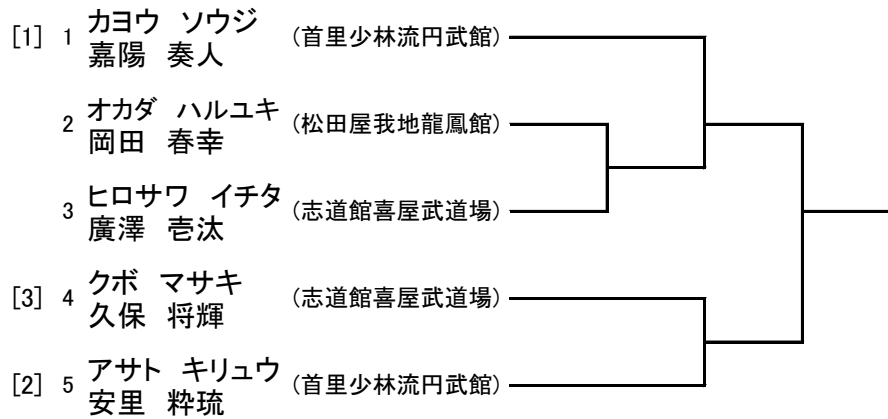 [1] 1 カヨウ ソウジ (首里少林流円武館)
嘉陽 奏人
2 オカダ ハルユキ (松田屋我地龍鳳館)
岡田 春幸
3 ヒロサワ イチタ (志道館喜屋武道場)
廣澤 壱汰
[3] 4 クボ マサキ (志道館喜屋武道場)
久保 将輝
[2] 5 アサト キリュウ (首里少林流円武館)
安里 粋琉